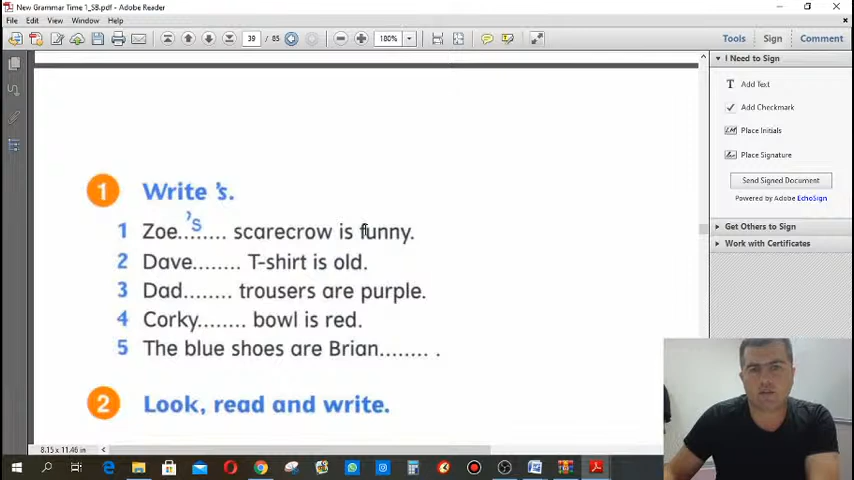 New Grammar Time 1_SB.pdf - Adobe Reader
File Edit View Window Help
39 / 85 180% Tools Sign Comment
I Need to Sign
Add Text
Add Checkmark
Place Initials
Place Signature
Send Signed Document
Powered by Adobe EchoSign
Get Others to Sign
Work with Certificates
1 Write 's.
1 Zoe...'s..... scarecrow is funny.
2 Dave........ T-shirt is old.
3 Dad........ trousers are purple.
4 Corky........ bowl is red.
5 The blue shoes are Brian........ .
2 Look, read and write.
8.15 x 11.46 in